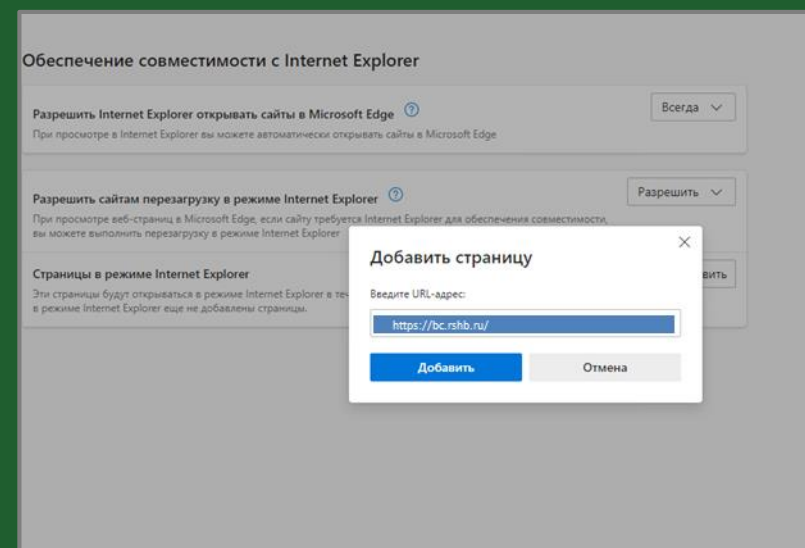 Обеспечение совместимости с Internet Explorer
Разрешить Internet Explorer открывать сайты в Microsoft Edge
Всегда
При просмотре в Internet Explorer вы можете автоматически открывать сайты в Microsoft Edge
Разрешить сайтам перезагрузку в режиме Internet Explorer
Разрешить
При просмотре веб-страниц в Microsoft Edge, если сайту требуется Internet Explorer для обеспечения совместимости,
вы можете выполнить перезагрузку в режиме Internet Explorer
Страницы в режиме Internet Explorer
Эти страницы будут открываться в режиме Internet Explorer в
в режиме Internet Explorer еще не добавлены страницы.
Добавить страницу
Введите URL-адрес:
https://bc.rshb.ru/
Добавить
Отмена